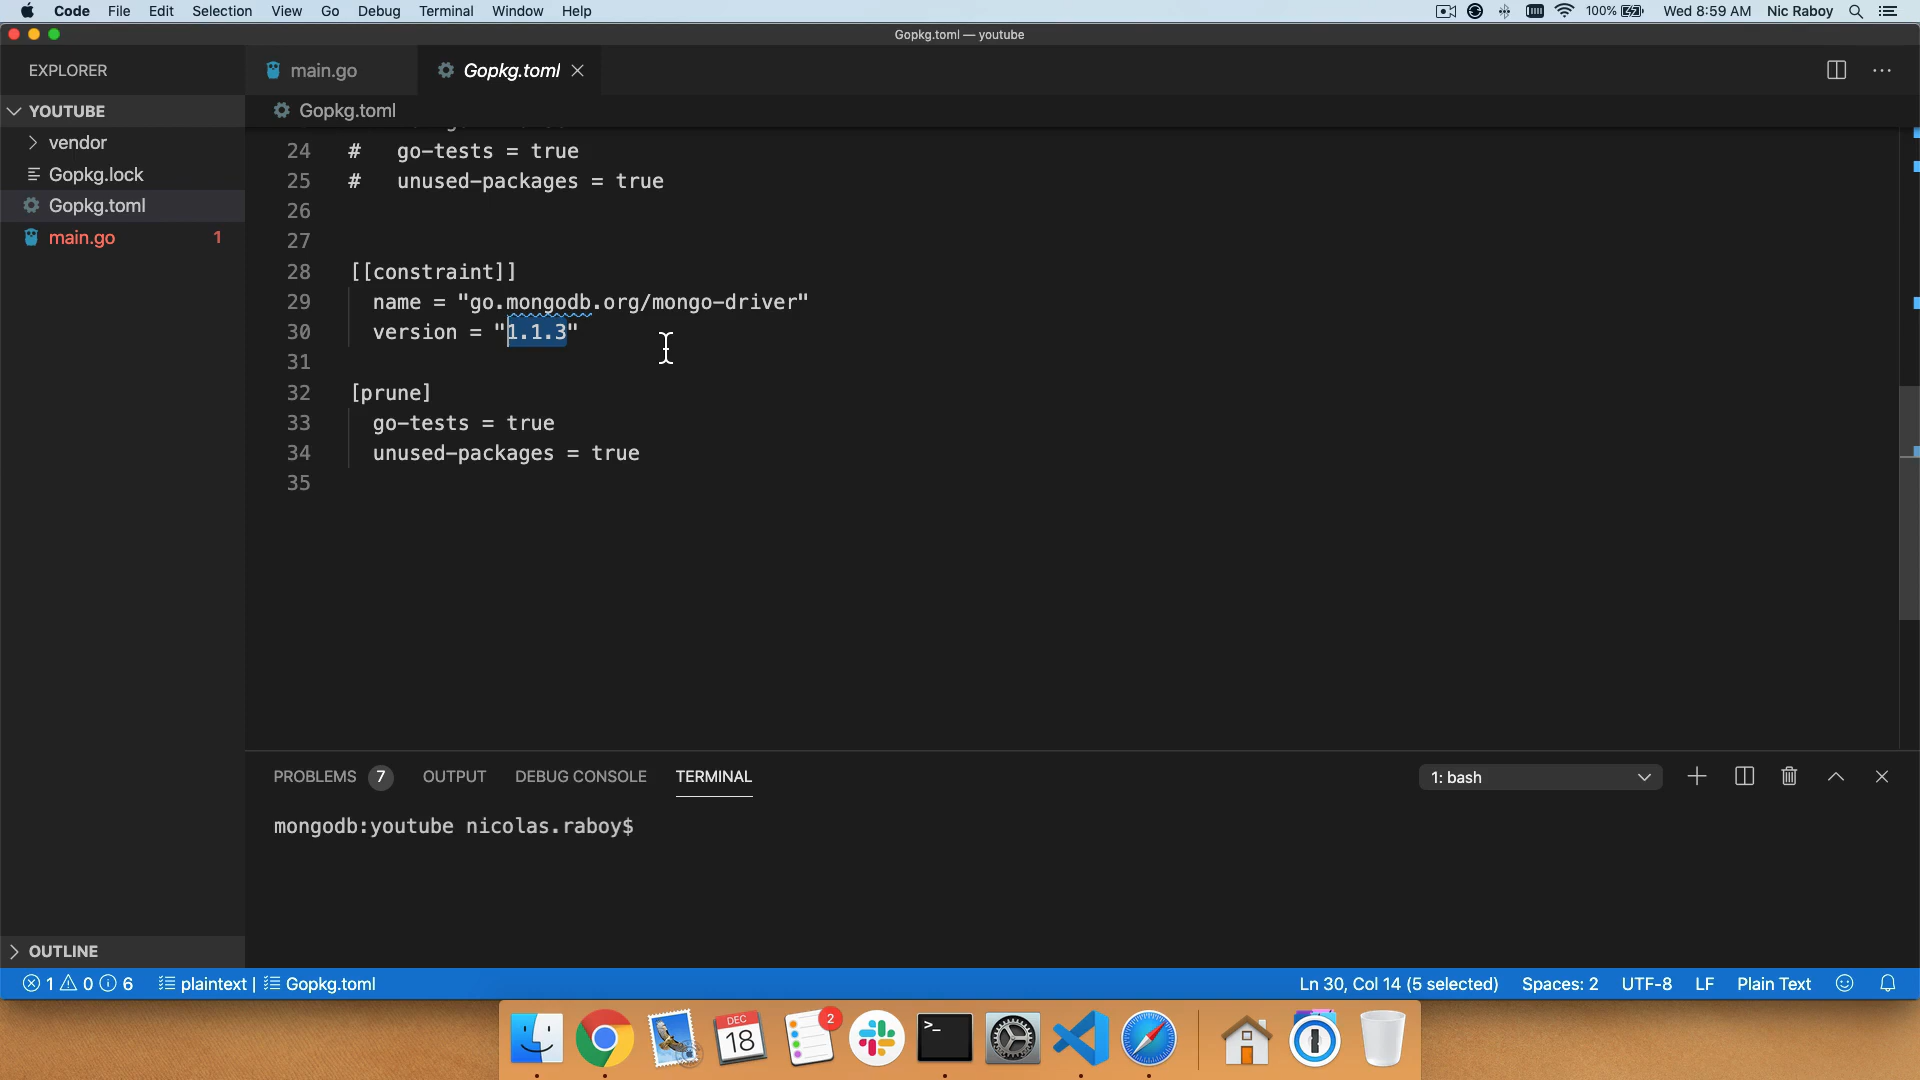 Code File Edit Selection View Go Debug Terminal Window Help 100% Wed 8:59 AM Nic Raboy
Gopkg.toml — youtube
EXPLORER
main.go
Gopkg.toml
YOUTUBE
Gopkg.toml
vendor
Gopkg.lock
Gopkg.toml
main.go 1
24 # go-tests = true
25 # unused-packages = true
26
27
28 [[constraint]]
29 name = "go.mongodb.org/mongo-driver"
30 version = "1.1.3"
31
32 [prune]
33 go-tests = true
34 unused-packages = true
35
PROBLEMS 7 OUTPUT DEBUG CONSOLE TERMINAL 1: bash
mongodb:youtube nicolas.raboy$
OUTLINE
1 0 6 plaintext | Gopkg.toml Ln 30, Col 14 (5 selected) Spaces: 2 UTF-8 LF Plain Text
DEC
18
2
>_